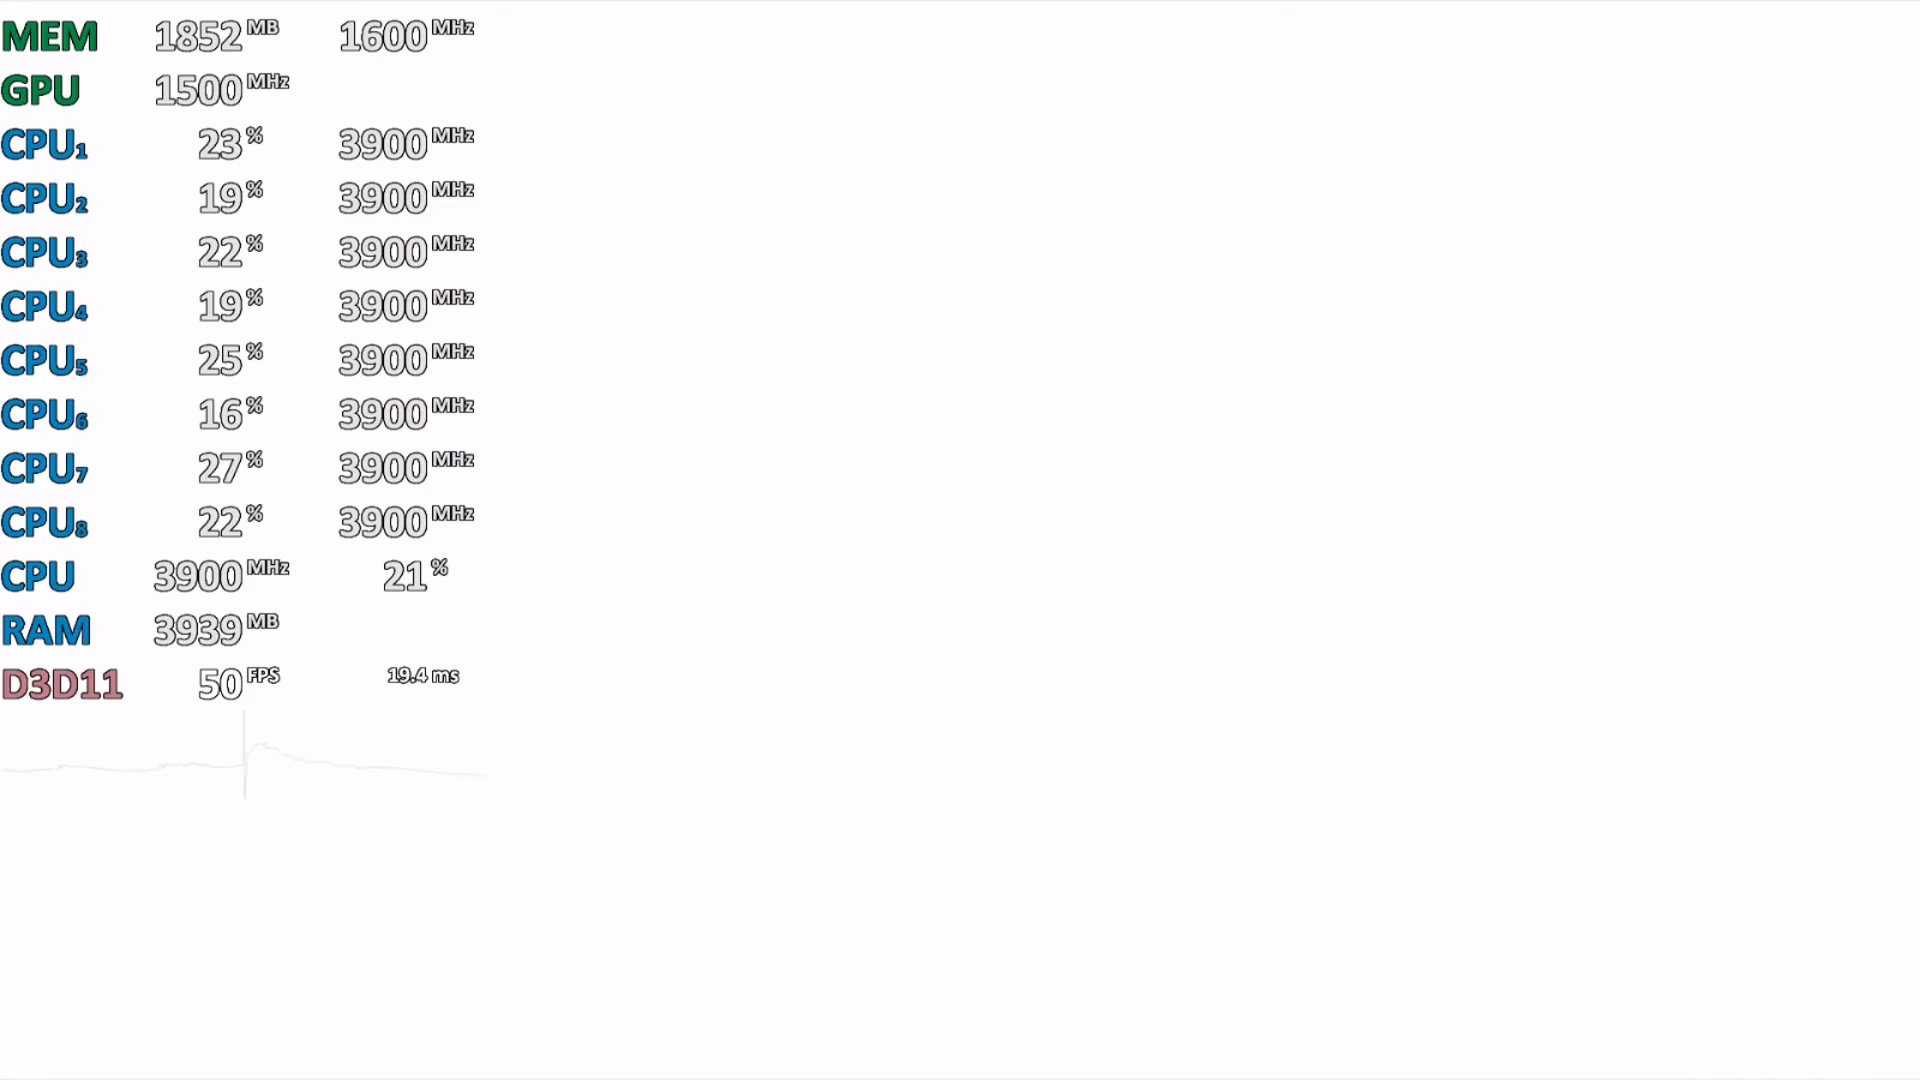 MEM 1852 MB 1600 MHz
GPU 1500 MHz
CPU1 23 % 3900 MHz
CPU2 19 % 3900 MHz
CPU3 22 % 3900 MHz
CPU4 19 % 3900 MHz
CPU5 25 % 3900 MHz
CPU6 16 % 3900 MHz
CPU7 27 % 3900 MHz
CPU8 22 % 3900 MHz
CPU 3900 MHz 21 %
RAM 3939 MB
D3D11 50 FPS 19.4 ms